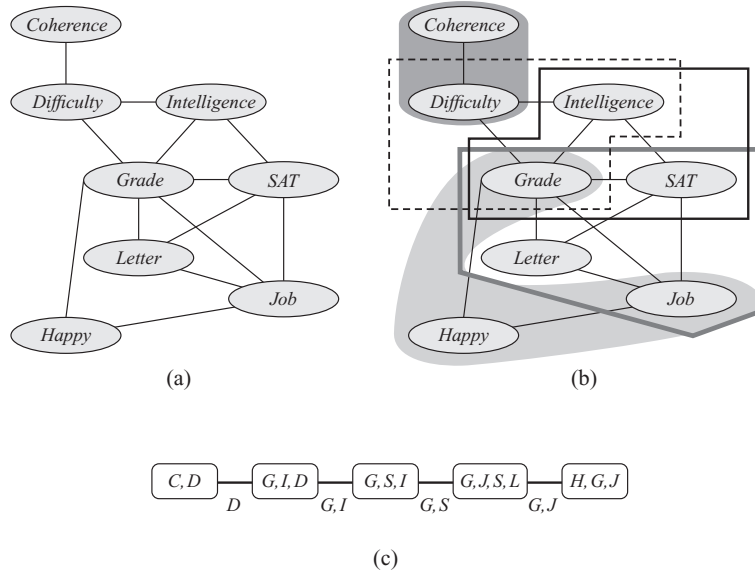 Coherence
Difficulty
Intelligence
Grade
SAT
Letter
Job
Happy
(a)
Coherence
Difficulty
Intelligence
Grade
SAT
Letter
Job
Happy
(b)
C, D
G, I, D
G, S, I
G, J, S, L
H, G, J
D
G, I
G, S
G, J
(c)